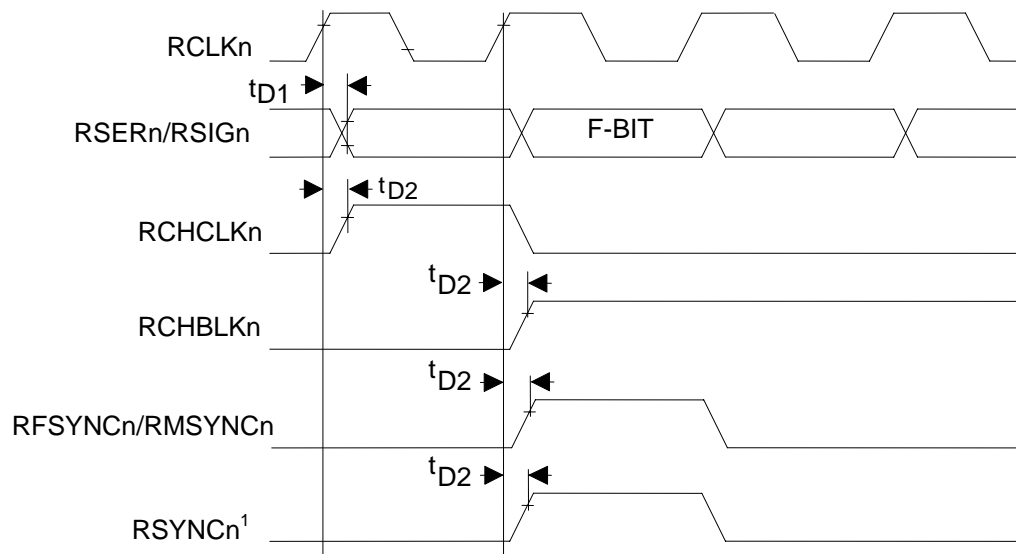 RCLKn
tD1
RSERn/RSIGn
F-BIT
tD2
RCHCLKn
tD2
RCHBLKn
tD2
RFSYNCn/RMSYNCn
tD2
RSYNCn¹